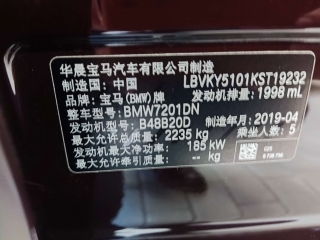 华晨宝马汽车有限公司制造
制造国：中国 LBVKY5101KST19232
品牌：宝马(BMW)牌 发动机排量：1998 mL
整车型号：BMW7201DN
发动机型号：B48B20D 制造年月：2019-04
最大允许总质量：2235 kg 乘坐人数：5
发动机最大净功率：185 kW
最大允许牵引质量： kg